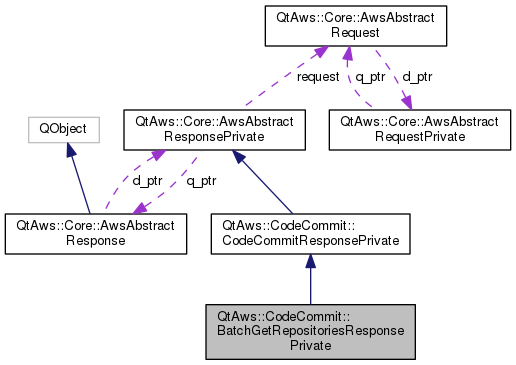 QtAws::Core::AwsAbstract
Request
request
q_ptr
d_ptr
QObject
QtAws::Core::AwsAbstract
ResponsePrivate
QtAws::Core::AwsAbstract
RequestPrivate
d_ptr
q_ptr
QtAws::Core::AwsAbstract
Response
QtAws::CodeCommit::
CodeCommitResponsePrivate
QtAws::CodeCommit::
BatchGetRepositoriesResponse
Private